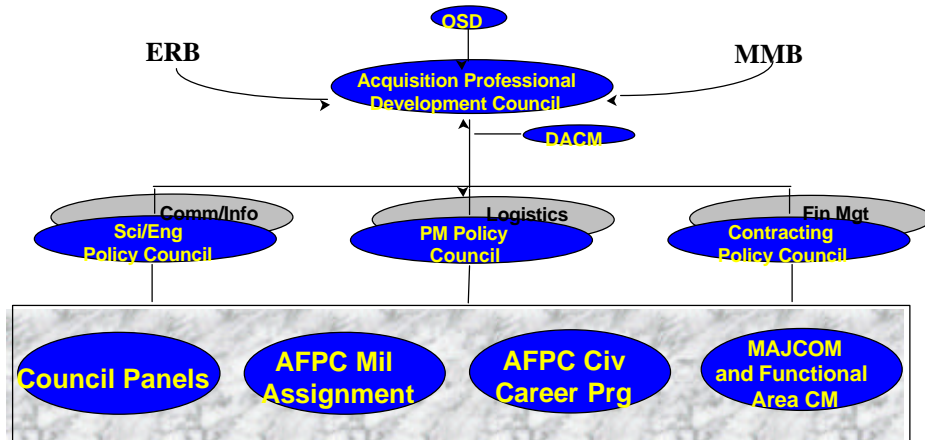 OSD
ERB
MMB
Acquisition Professional
Development Council
DACM
Comm/Info
Sci/Eng
Policy Council
Logistics
PM Policy
Council
Fin Mgt
Contracting
Policy Council
Council Panels
AFPC Mil
Assignment
AFPC Civ
Career Prg
MAJCOM
and Functional
Area CM